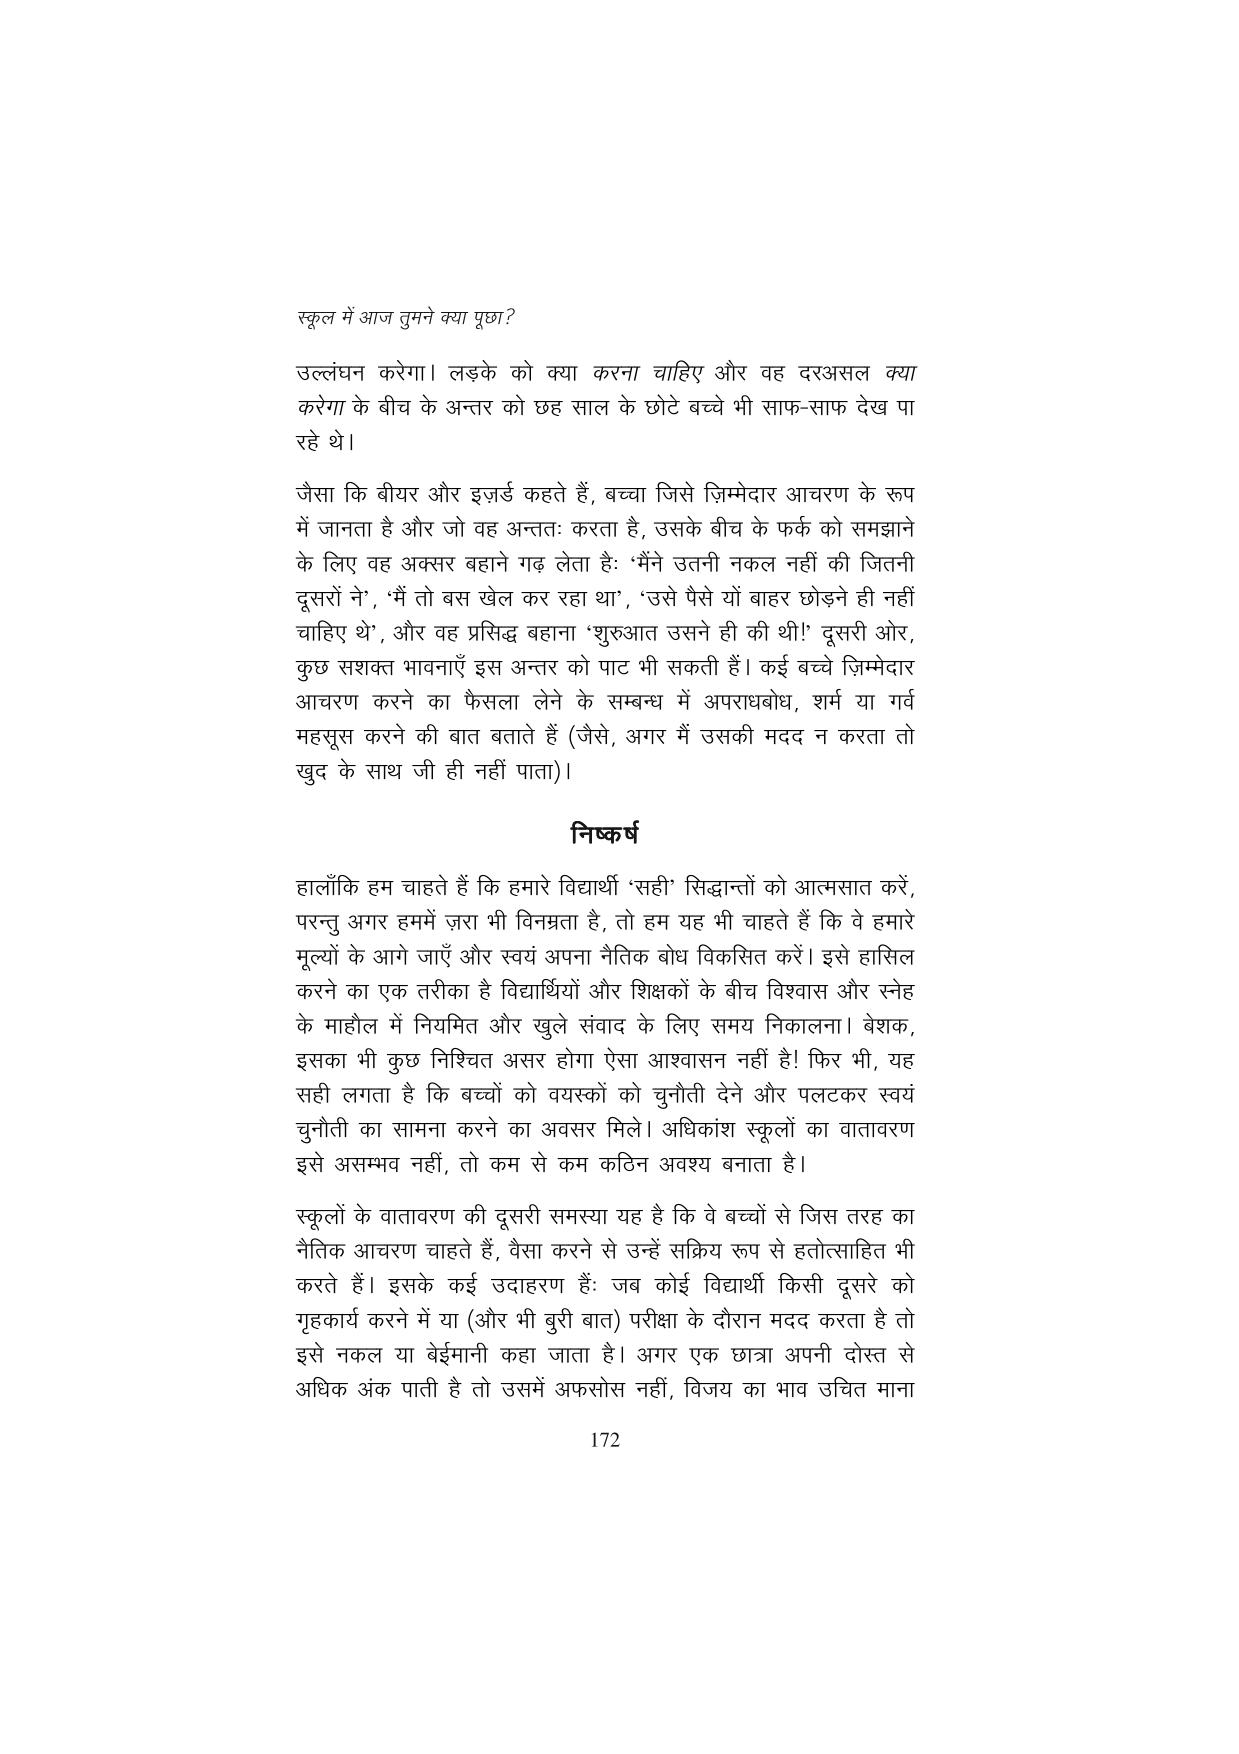 स्कूल में आज तुमने क्या पूछा?
उल्लंघन करेगा। लड़के को क्या करना चाहिए और वह दरअसल क्या
करेगा के बीच के अन्तर को छह साल के छोटे बच्चे भी साफ-साफ देख पा
रहे थे।
जैसा कि बीयर और इज़र्ड कहते हैं, बच्चा जिसे ज़िम्मेदार आचरण के रूप
में जानता है और जो वह अन्ततः करता है, उसके बीच के फर्क को समझाने
के लिए वह अक्सर बहाने गढ़ लेता हैः ‘मैंने उतनी नकल नहीं की जितनी
दूसरों ने’, ‘मैं तो बस खेल कर रहा था’, ‘उसे पैसे यों बाहर छोड़ने ही नहीं
चाहिए थे’, और वह प्रसिद्ध बहाना ‘शुरुआत उसने ही की थी!’ दूसरी ओर,
कुछ सशक्त भावनाएँ इस अन्तर को पाट भी सकती हैं। कई बच्चे ज़िम्मेदार
आचरण करने का फैसला लेने के सम्बन्ध में अपराधबोध, शर्म या गर्व
महसूस करने की बात बताते हैं (जैसे, अगर मैं उसकी मदद न करता तो
खुद के साथ जी ही नहीं पाता)।
निष्कर्ष
हालाँकि हम चाहते हैं कि हमारे विद्यार्थी ‘सही’ सिद्धान्तों को आत्मसात करें,
परन्तु अगर हममें ज़रा भी विनम्रता है, तो हम यह भी चाहते हैं कि वे हमारे
मूल्यों के आगे जाएँ और स्वयं अपना नैतिक बोध विकसित करें। इसे हासिल
करने का एक तरीका है विद्यार्थियों और शिक्षकों के बीच विश्वास और स्नेह
के माहौल में नियमित और खुले संवाद के लिए समय निकालना। बेशक,
इसका भी कुछ निश्चित असर होगा ऐसा आश्वासन नहीं है! फिर भी, यह
सही लगता है कि बच्चों को वयस्कों को चुनौती देने और पलटकर स्वयं
चुनौती का सामना करने का अवसर मिले। अधिकांश स्कूलों का वातावरण
इसे असम्भव नहीं, तो कम से कम कठिन अवश्य बनाता है।
स्कूलों के वातावरण की दूसरी समस्या यह है कि वे बच्चों से जिस तरह का
नैतिक आचरण चाहते हैं, वैसा करने से उन्हें सक्रिय रूप से हतोत्साहित भी
करते हैं। इसके कई उदाहरण हैंः जब कोई विद्यार्थी किसी दूसरे को
गृहकार्य करने में या (और भी बुरी बात) परीक्षा के दौरान मदद करता है तो
इसे नकल या बेईमानी कहा जाता है। अगर एक छात्रा अपनी दोस्त से
अधिक अंक पाती है तो उसमें अफसोस नहीं, विजय का भाव उचित माना
172